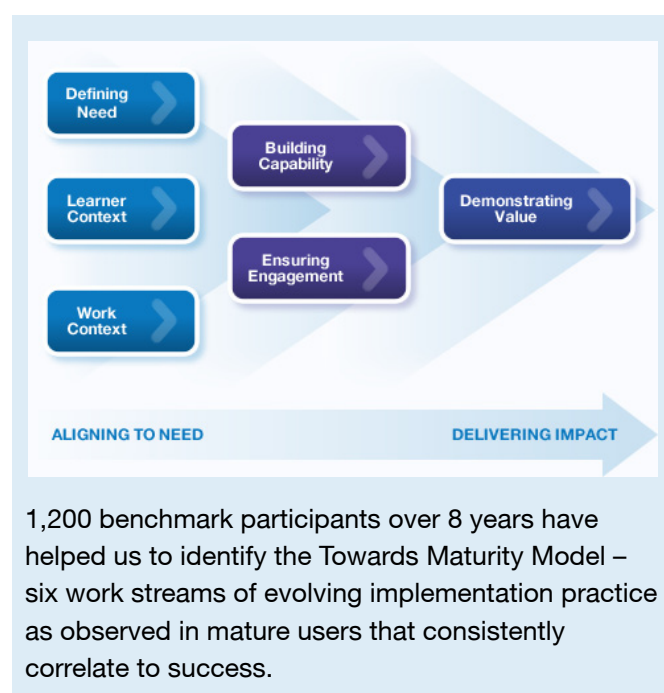 Defining
Need
Learner
Context
Work
Context
Building
Capability
Ensuring
Engagement
Demonstrating
Value
ALIGNING TO NEED
DELIVERING IMPACT
1,200 benchmark participants over 8 years have
helped us to identify the Towards Maturity Model –
six work streams of evolving implementation practice
as observed in mature users that consistently
correlate to success.